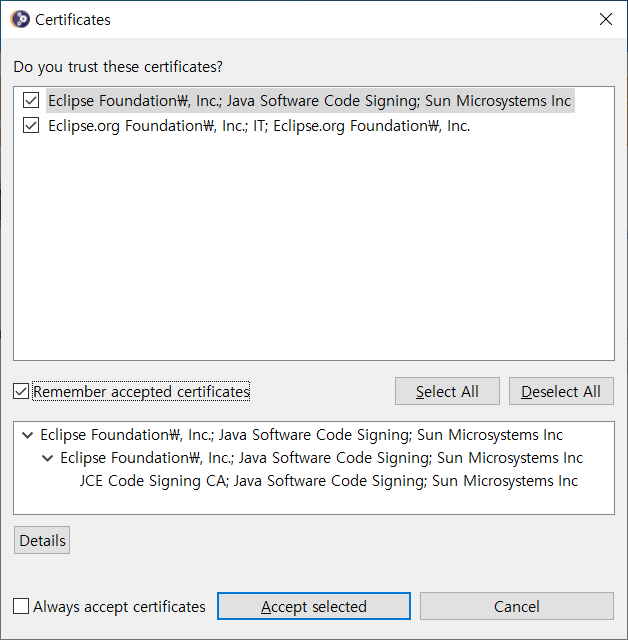 Certificates
Do you trust these certificates?
Eclipse Foundation₩, Inc.; Java Software Code Signing; Sun Microsystems Inc
Eclipse.org Foundation₩, Inc.; IT; Eclipse.org Foundation₩, Inc.
Remember accepted certificates
Select All
Deselect All
Eclipse Foundation₩, Inc.; Java Software Code Signing; Sun Microsystems Inc
Eclipse Foundation₩, Inc.; Java Software Code Signing; Sun Microsystems Inc
JCE Code Signing CA; Java Software Code Signing; Sun Microsystems Inc
Details
Always accept certificates
Accept selected
Cancel